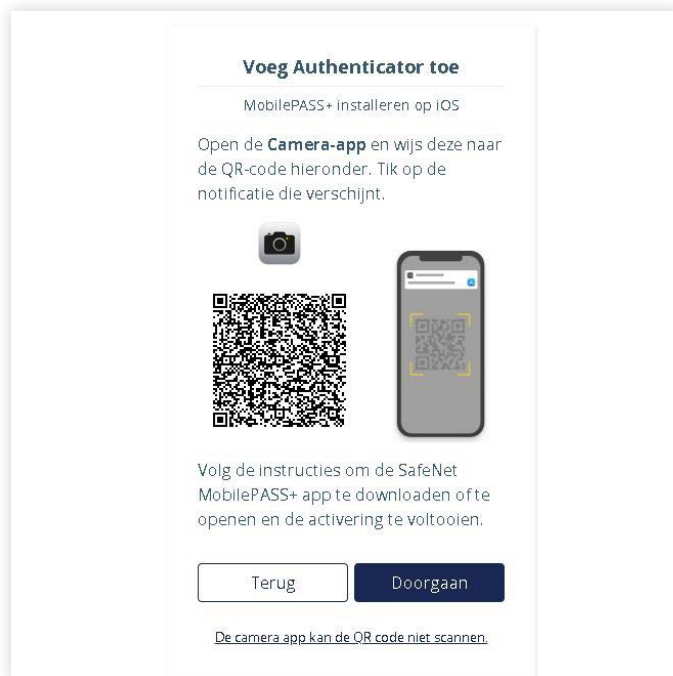 Voeg Authenticator toe
MobilePASS+ installeren op iOS
Open de Camera-app en wijs deze naar
de QR-code hieronder. Tik op de
notificatie die verschijnt.
Volg de instructies om de SafeNet
MobilePASS+ app te downloaden of te
openen en de activering te voltooien.
Terug
Doorgaan
De camera app kan de QR code niet scannen.